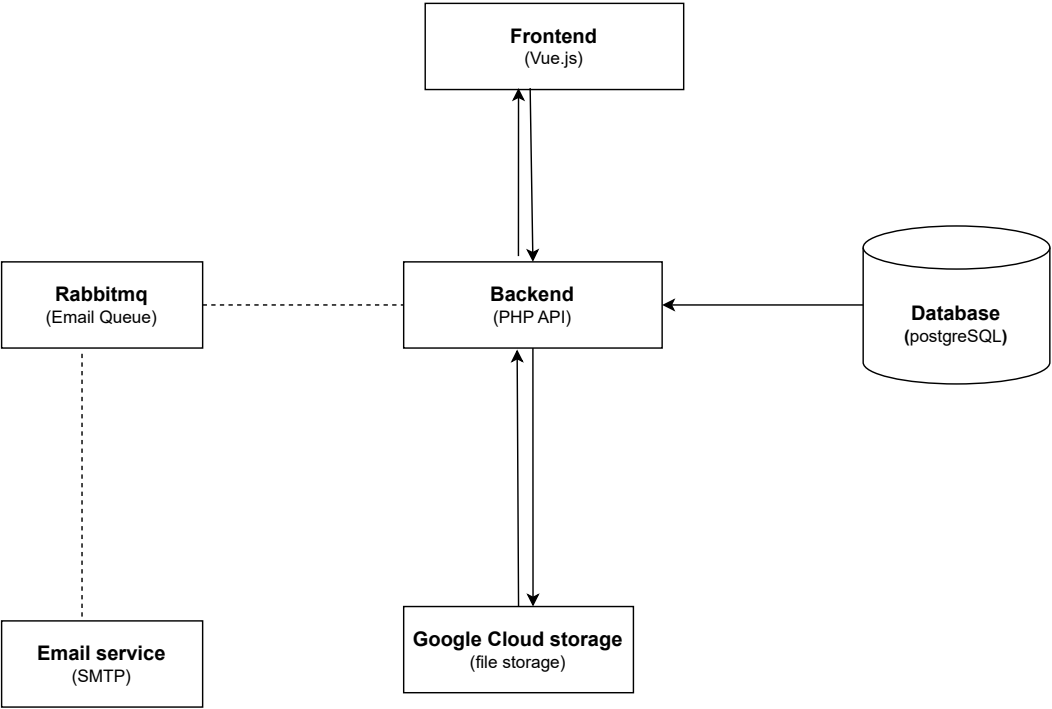 Frontend
(Vue.js)
Rabbitmq
(Email Queue)
Backend
(PHP API)
Database
(postgreSQL)
Email service
(SMTP)
Google Cloud storage
(file storage)